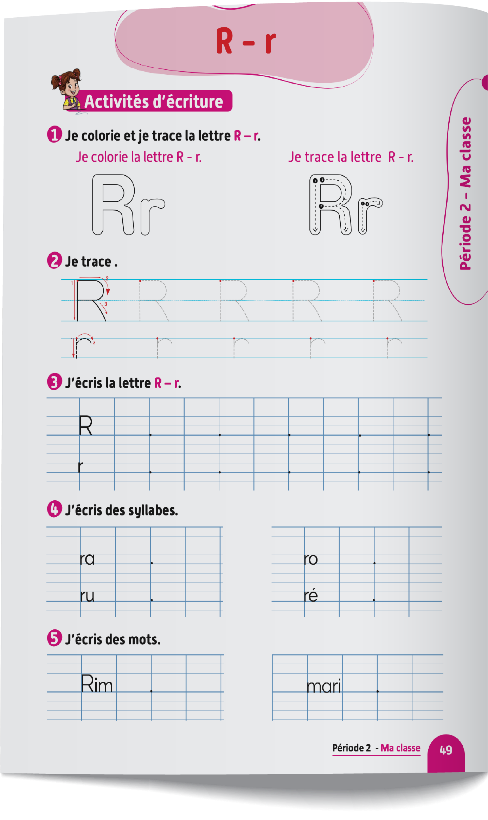 R – r
Activités d'écriture
1 Je colorie et je trace la lettre R – r.
Je colorie la lettre R - r.
Je trace la lettre R - r.
Rr
Rr
2 Je trace .
R R R R R
r r r r r
3 J'écris la lettre R – r.
R
r
4 J'écris des syllabes.
ra
ru
ro
ré
5 J'écris des mots.
Rim
mari
Période 2 - Ma classe
Période 2 - Ma classe
49